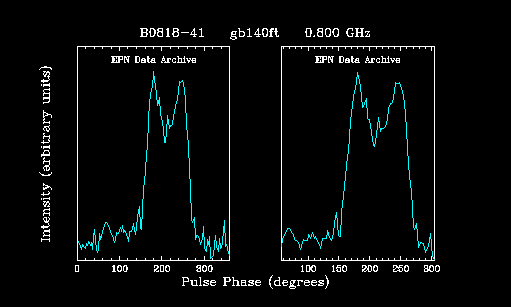 B0818-41 gb140ft 0.800 GHz
EPN Data Archive EPN Data Archive
Intensity (arbitrary units)
0 100 200 300 100 150 200 250 300
Pulse Phase (degrees)